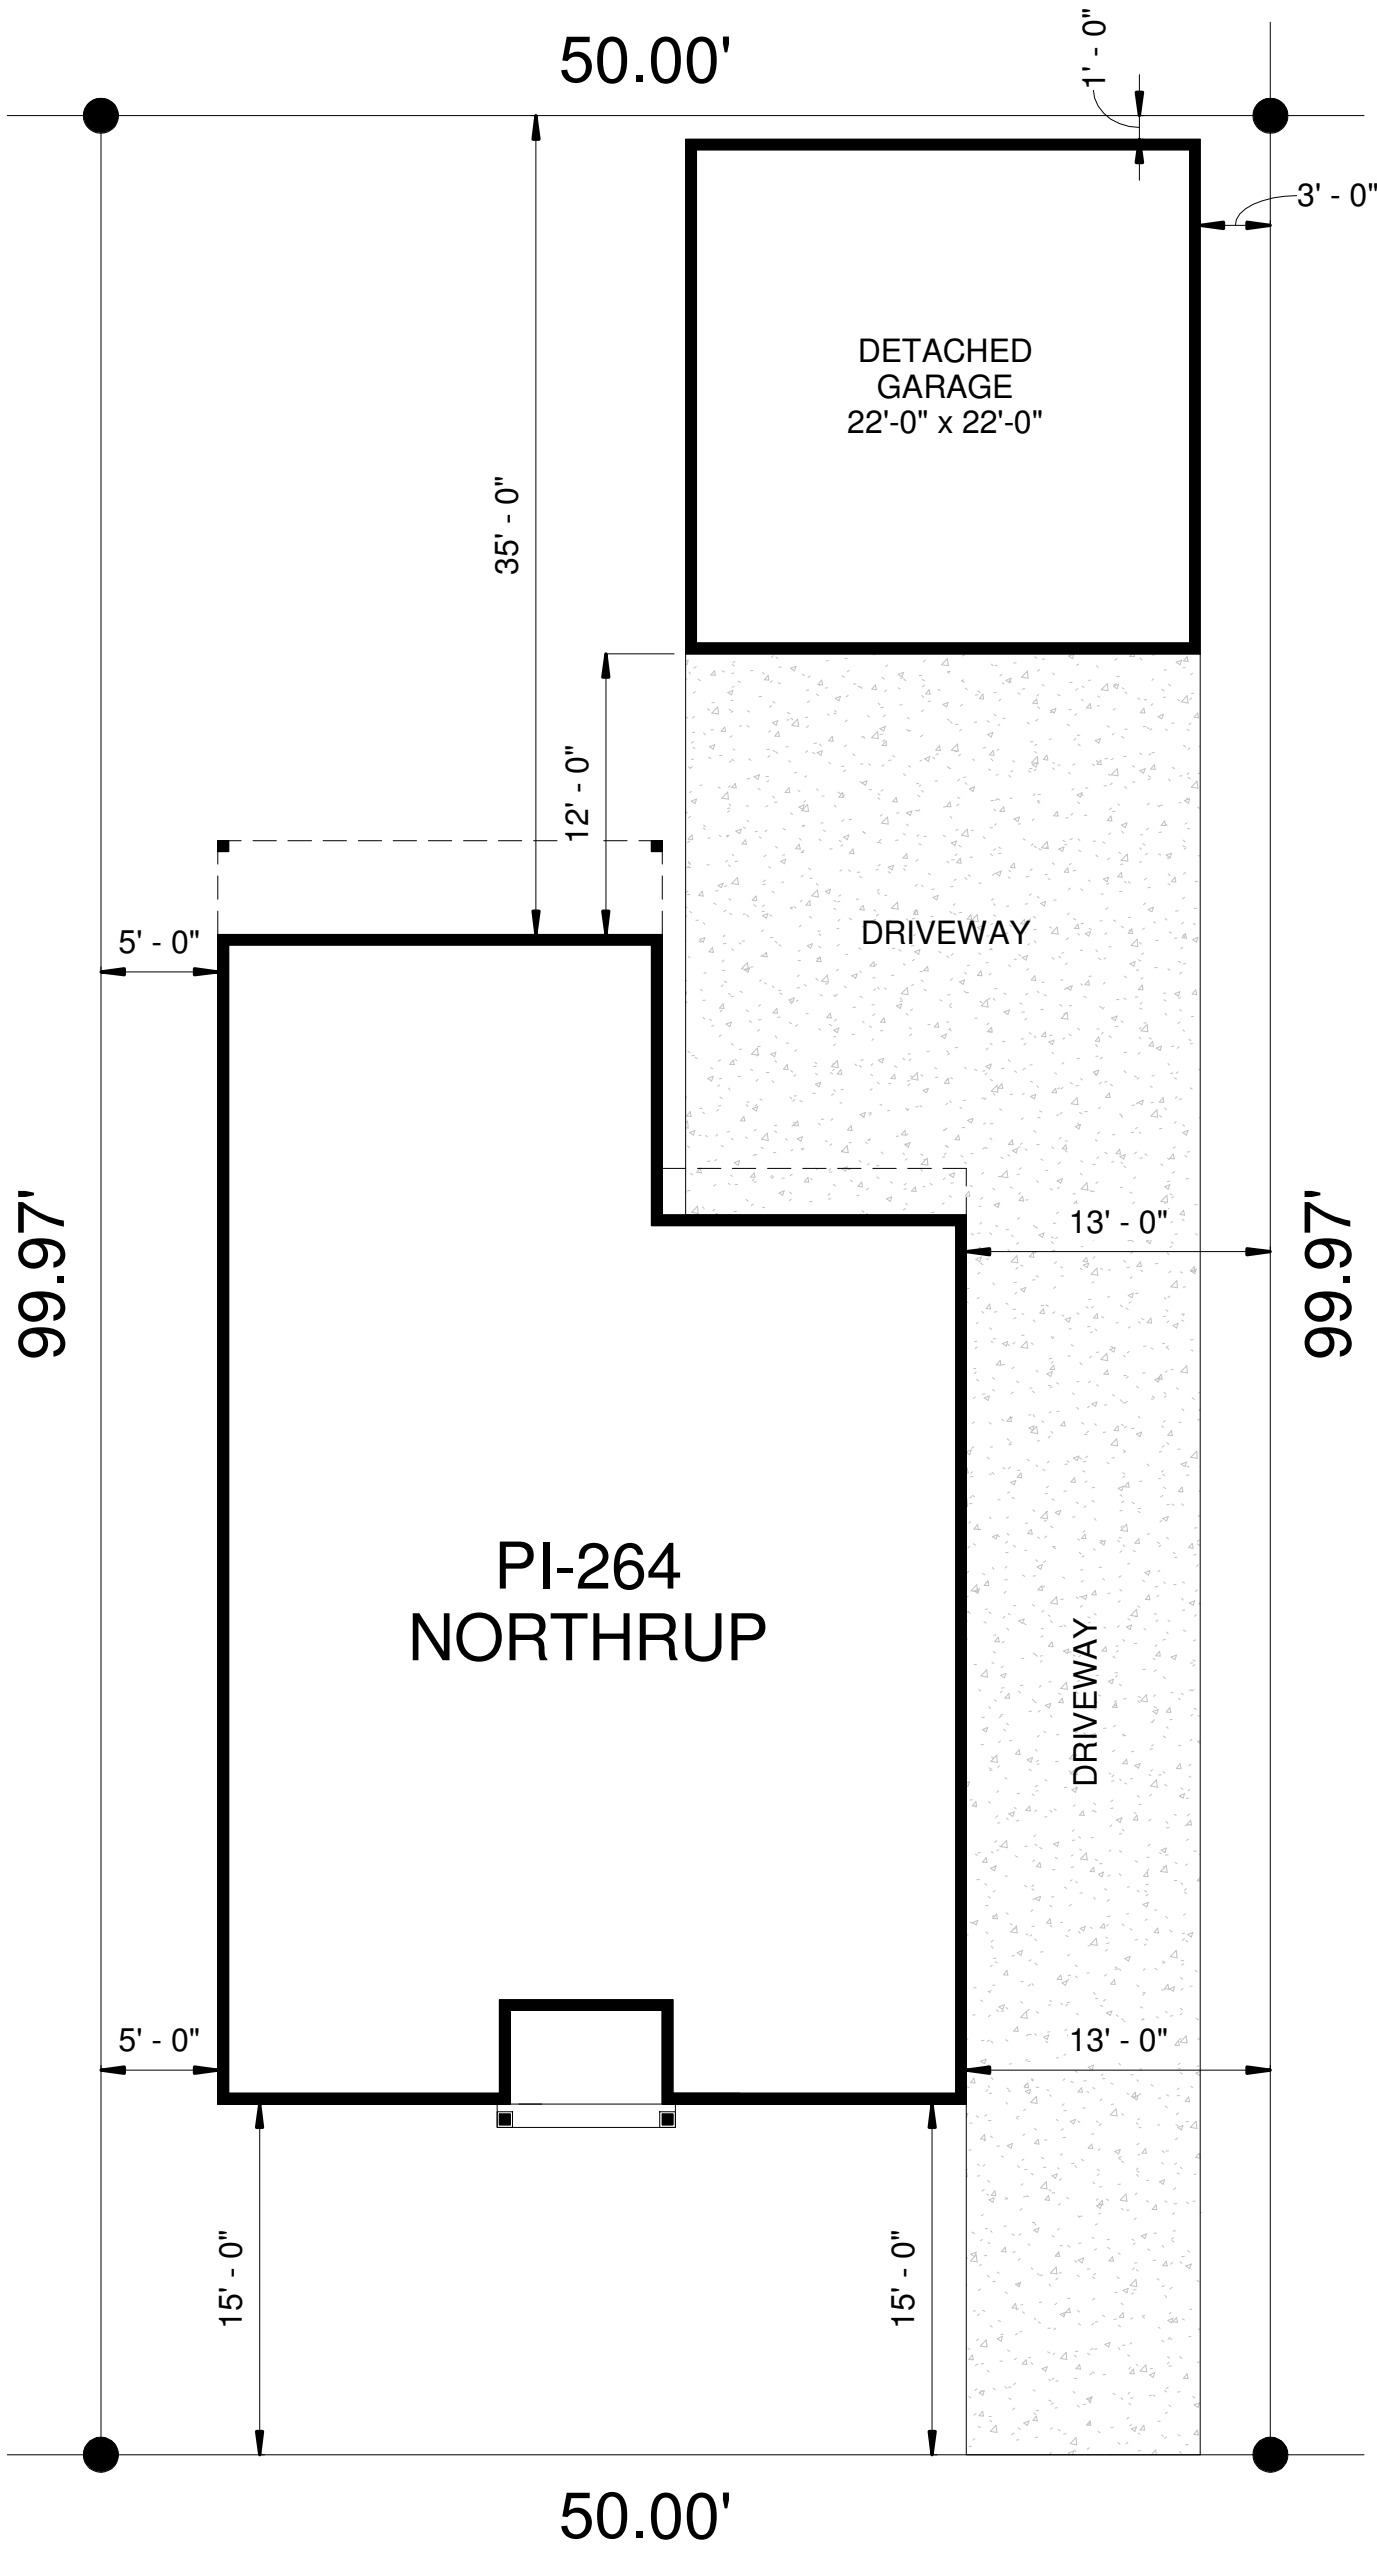 50.00'
1' - 0"
3' - 0"
DETACHED
GARAGE
22'-0" x 22'-0"
35' - 0"
12' - 0"
DRIVEWAY
5' - 0"
13' - 0"
99.97'
99.97'
PI-264
NORTHRUP
DRIVEWAY
5' - 0"
13' - 0"
15' - 0"
15' - 0"
50.00'